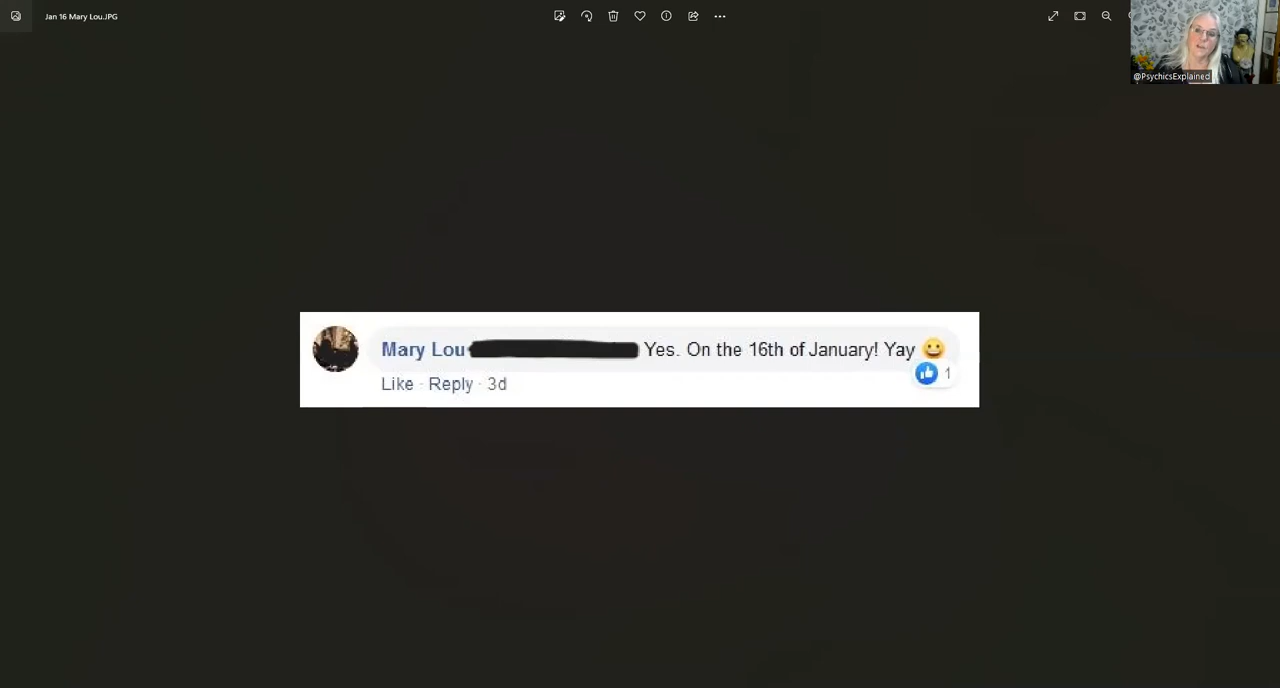 Jan 16 Mary Lou.JPG
@PsychicsExplained
Mary Lou Yes. On the 16th of January! Yay 😀
1
Like · Reply · 3d